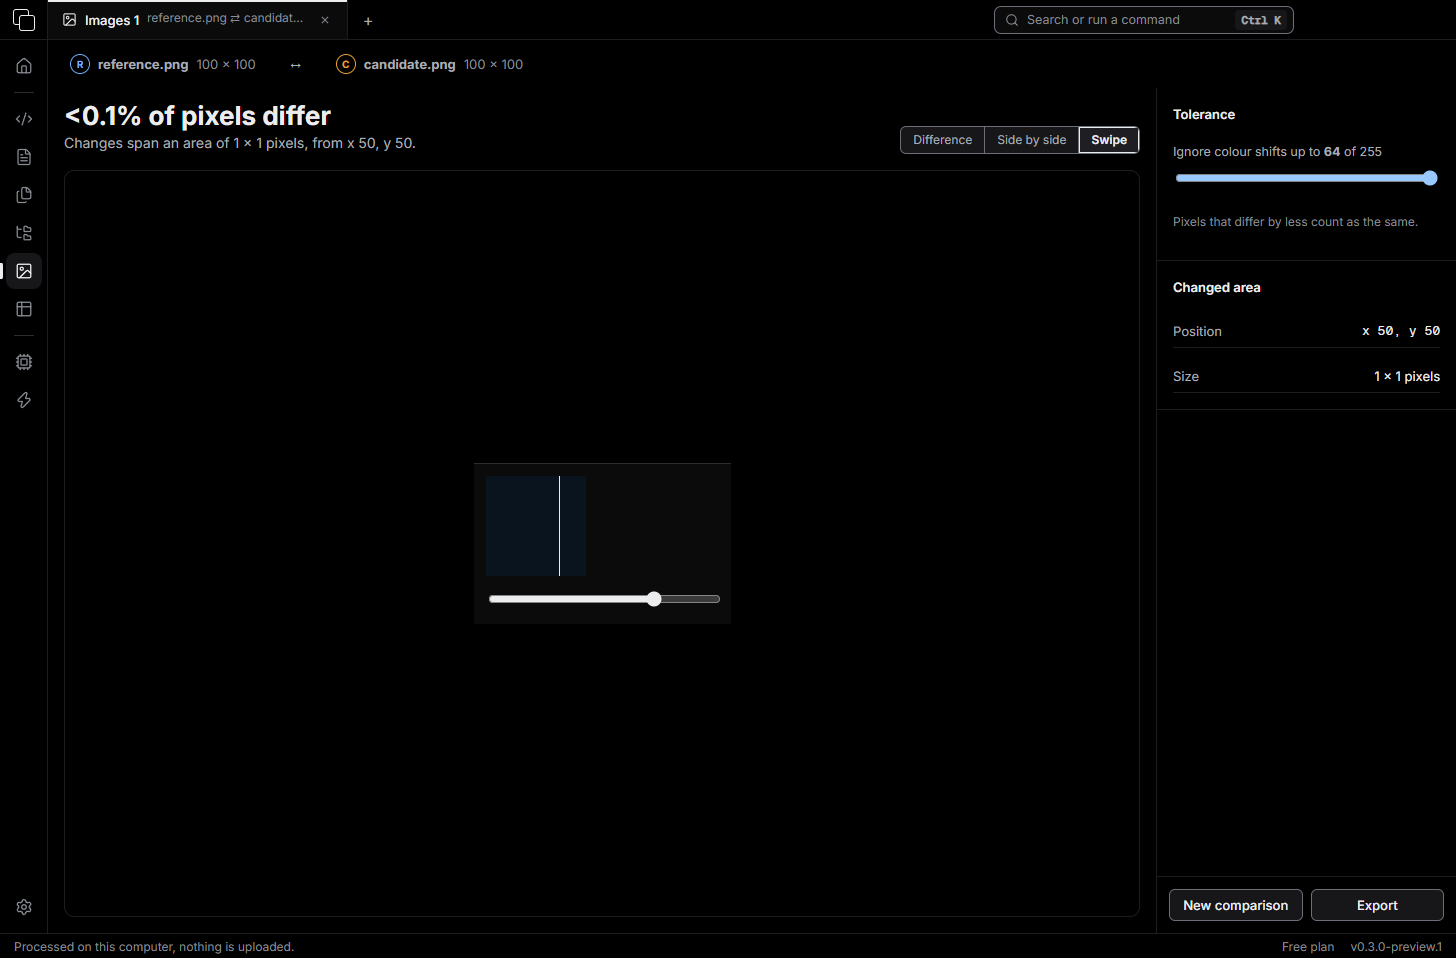 Images 1 reference.png ⇄ candidat... × +
Search or run a command Ctrl K
R reference.png 100 × 100 ↔ C candidate.png 100 × 100
<0.1% of pixels differ
Changes span an area of 1 × 1 pixels, from x 50, y 50.
Difference Side by side Swipe
Tolerance
Ignore colour shifts up to 64 of 255
Pixels that differ by less count as the same.
Changed area
Position x 50, y 50
Size 1 × 1 pixels
New comparison Export
Processed on this computer, nothing is uploaded.
Free plan v0.3.0-preview.1